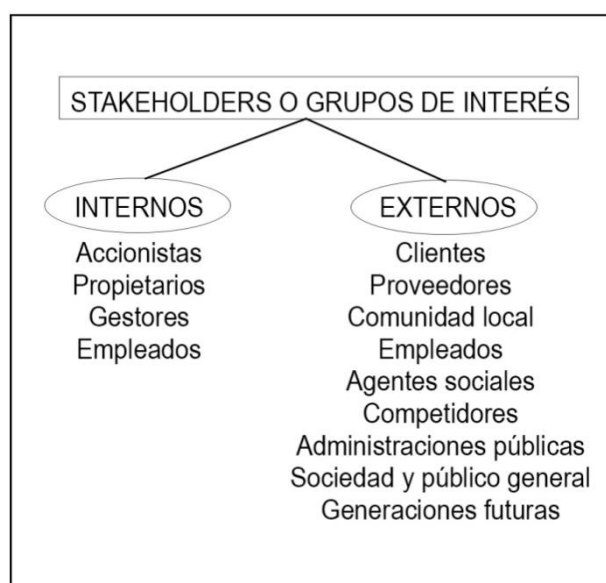 STAKEHOLDERS O GRUPOS DE INTERÉS
INTERNOS
Accionistas
Propietarios
Gestores
Empleados
EXTERNOS
Clientes
Proveedores
Comunidad local
Empleados
Agentes sociales
Competidores
Administraciones públicas
Sociedad y público general
Generaciones futuras